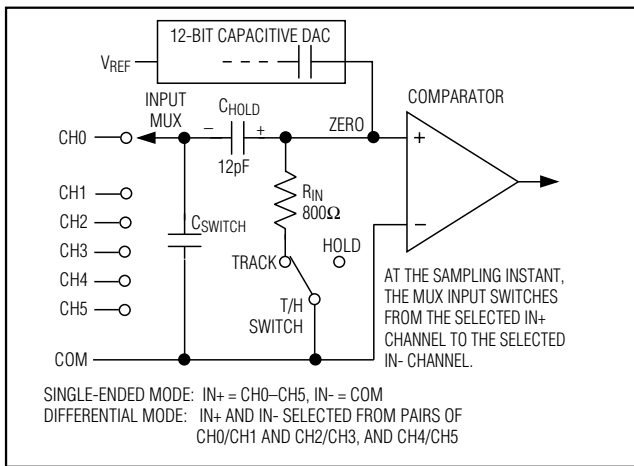 12-BIT CAPACITIVE DAC
VREF
COMPARATOR
INPUT
MUX
CHOLD
ZERO
CH0
– +
12pF
+
RIN
800Ω
–
CH1
CH2
CSWITCH
CH3
HOLD
TRACK
CH4
CH5
T/H
SWITCH
AT THE SAMPLING INSTANT,
THE MUX INPUT SWITCHES
FROM THE SELECTED IN+
CHANNEL TO THE SELECTED
IN- CHANNEL.
COM
SINGLE-ENDED MODE: IN+ = CH0–CH5, IN- = COM
DIFFERENTIAL MODE: IN+ AND IN- SELECTED FROM PAIRS OF
CH0/CH1 AND CH2/CH3, AND CH4/CH5